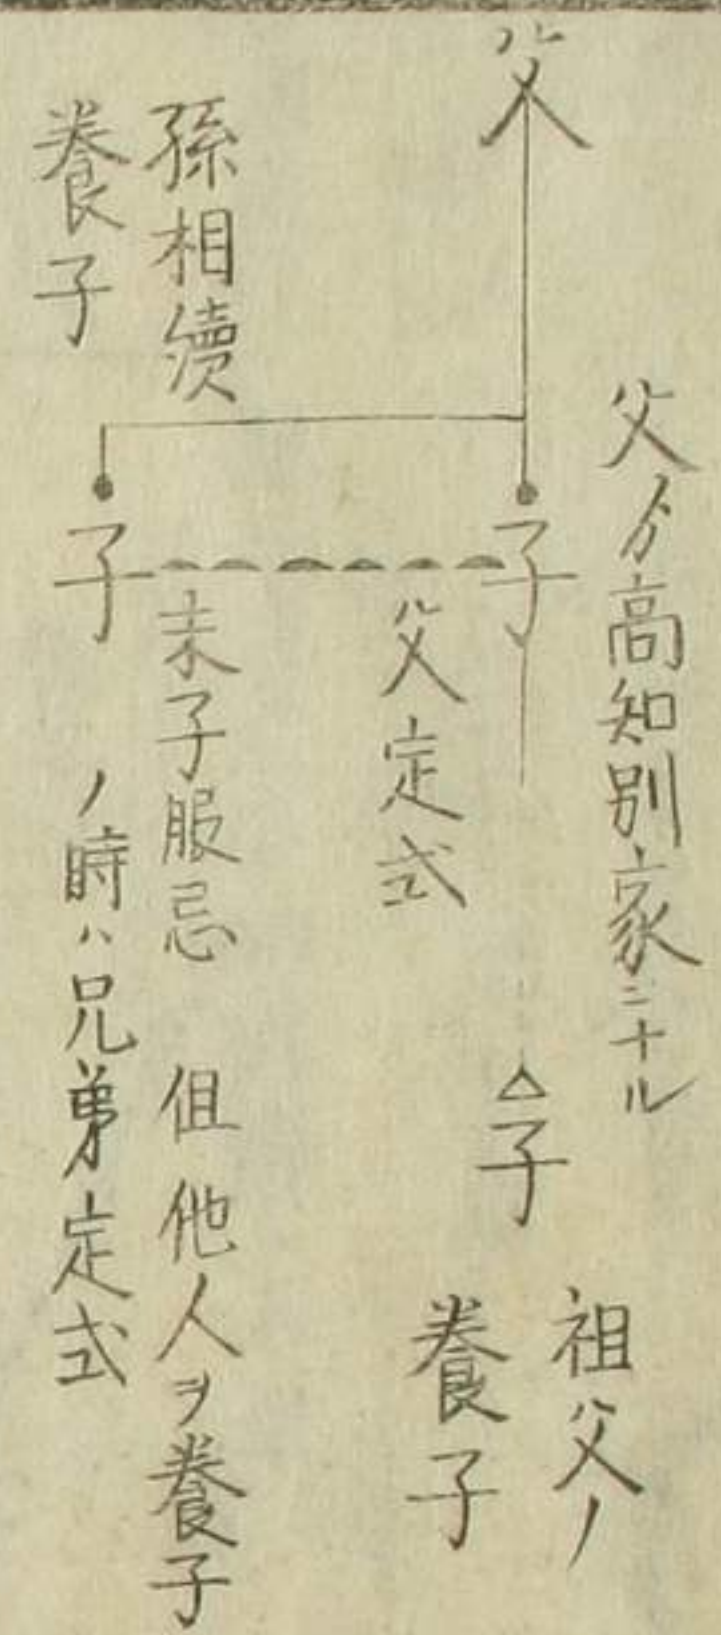 父
父分高知別家ニナル
子
△子
祖父ノ
養子
父定式
孫相續
養子
子
末子服忌　但他人ヲ養子
ノ時ハ兄弟定式